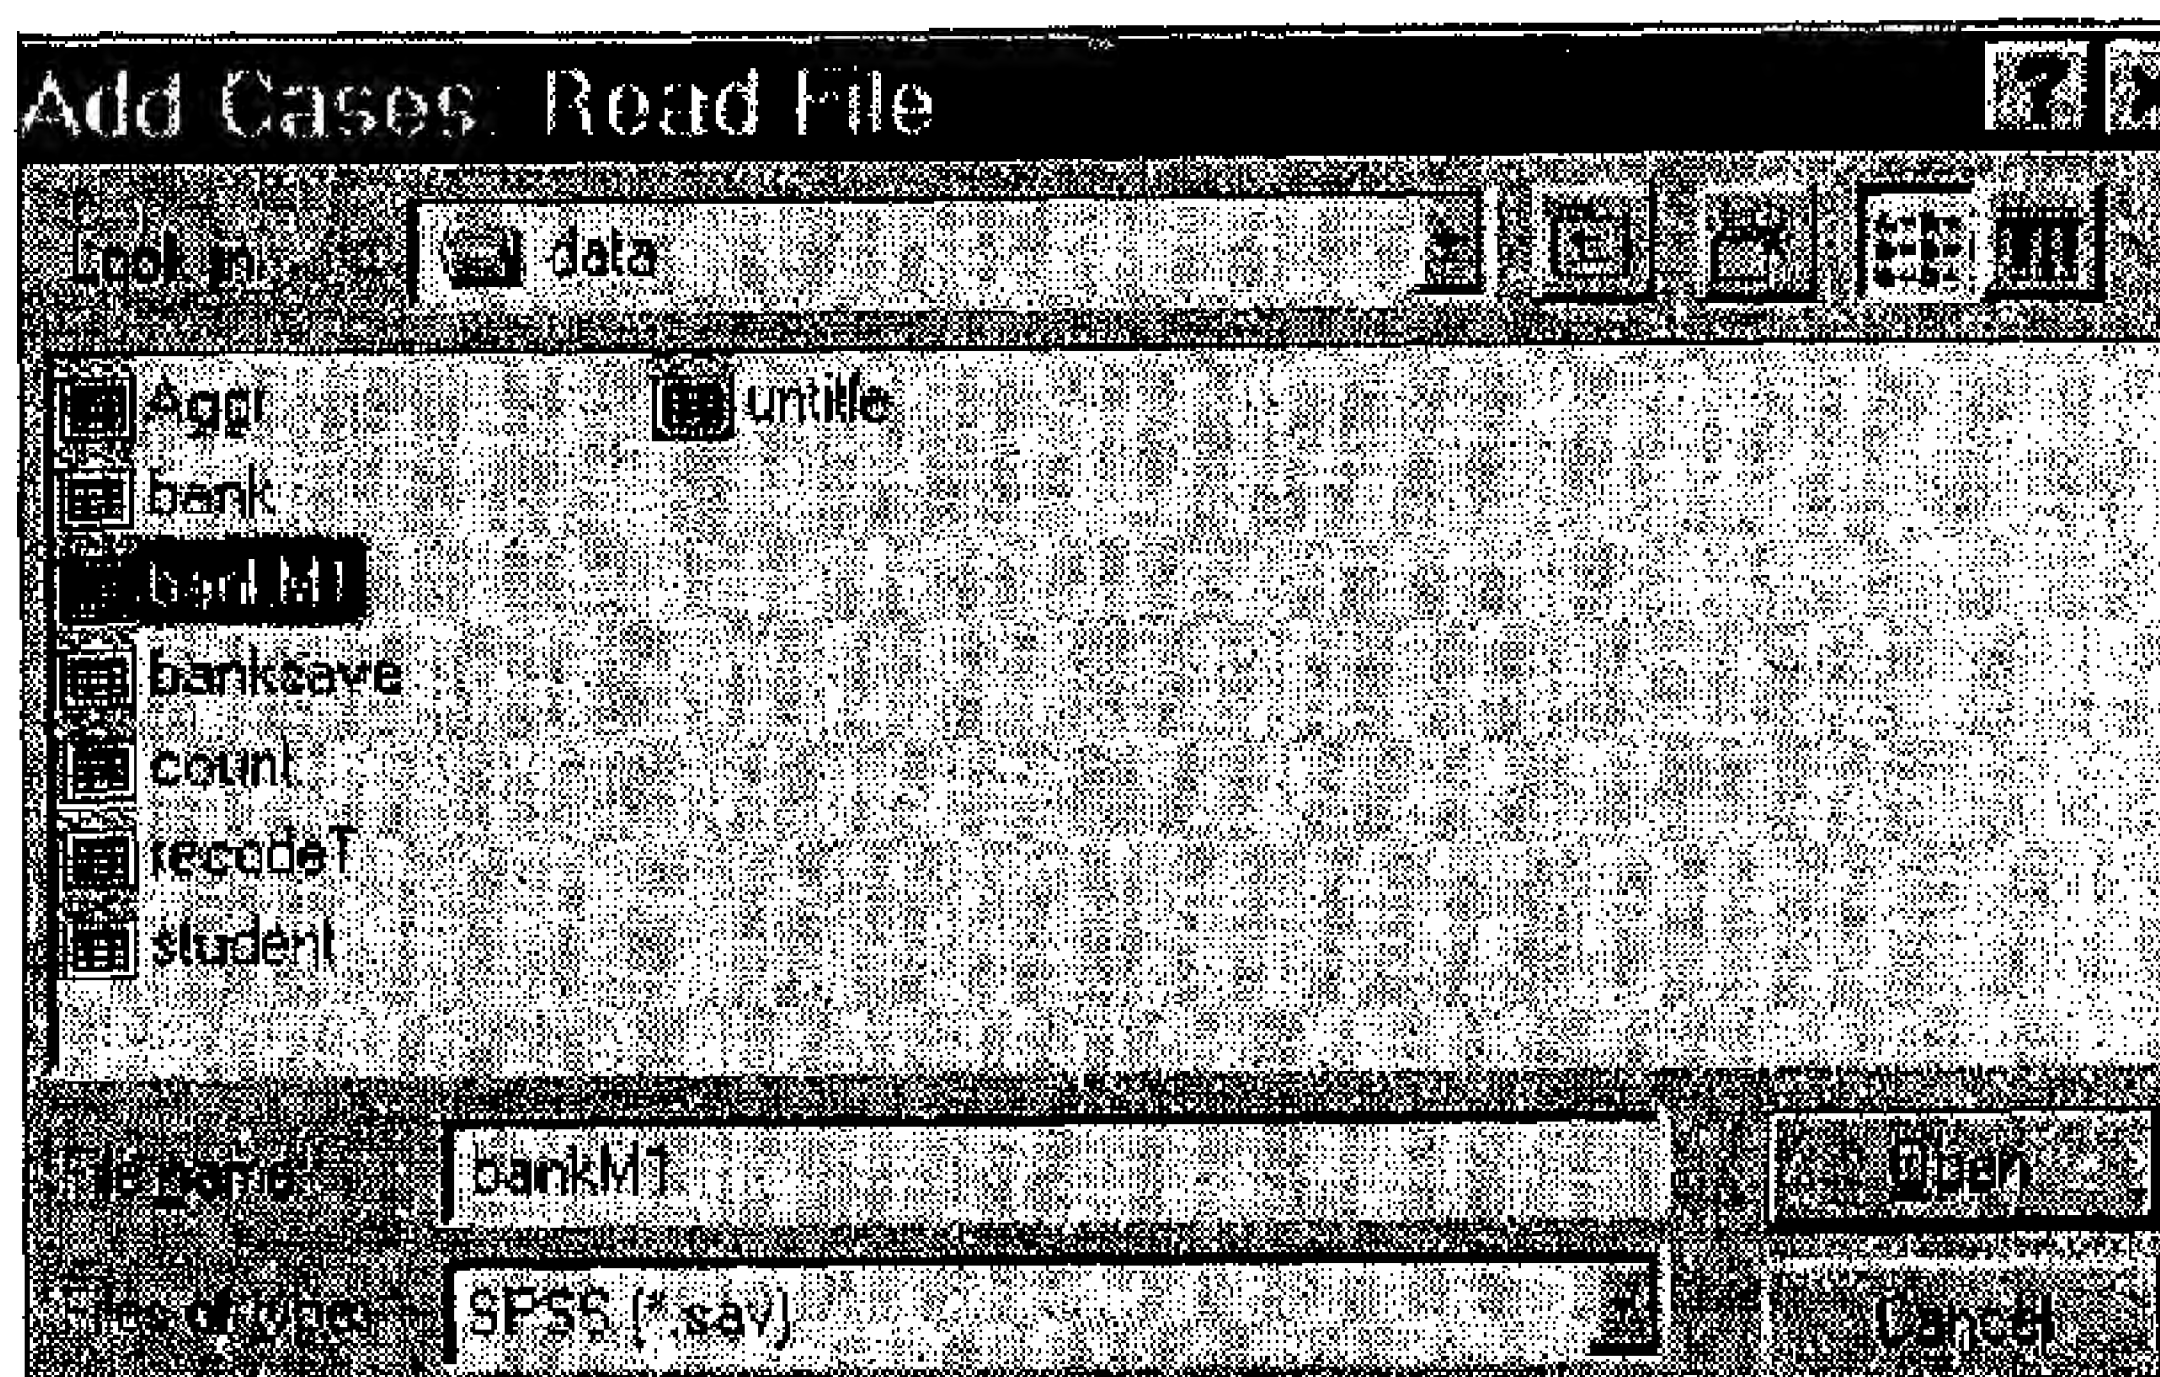 Add Cases: Read File
Look in: data
Aggr
untitle
bank
bankM1
banksave
count
recode1
student
File name: bankM1
Open
Files of type: SPSS (*.sav)
Cancel